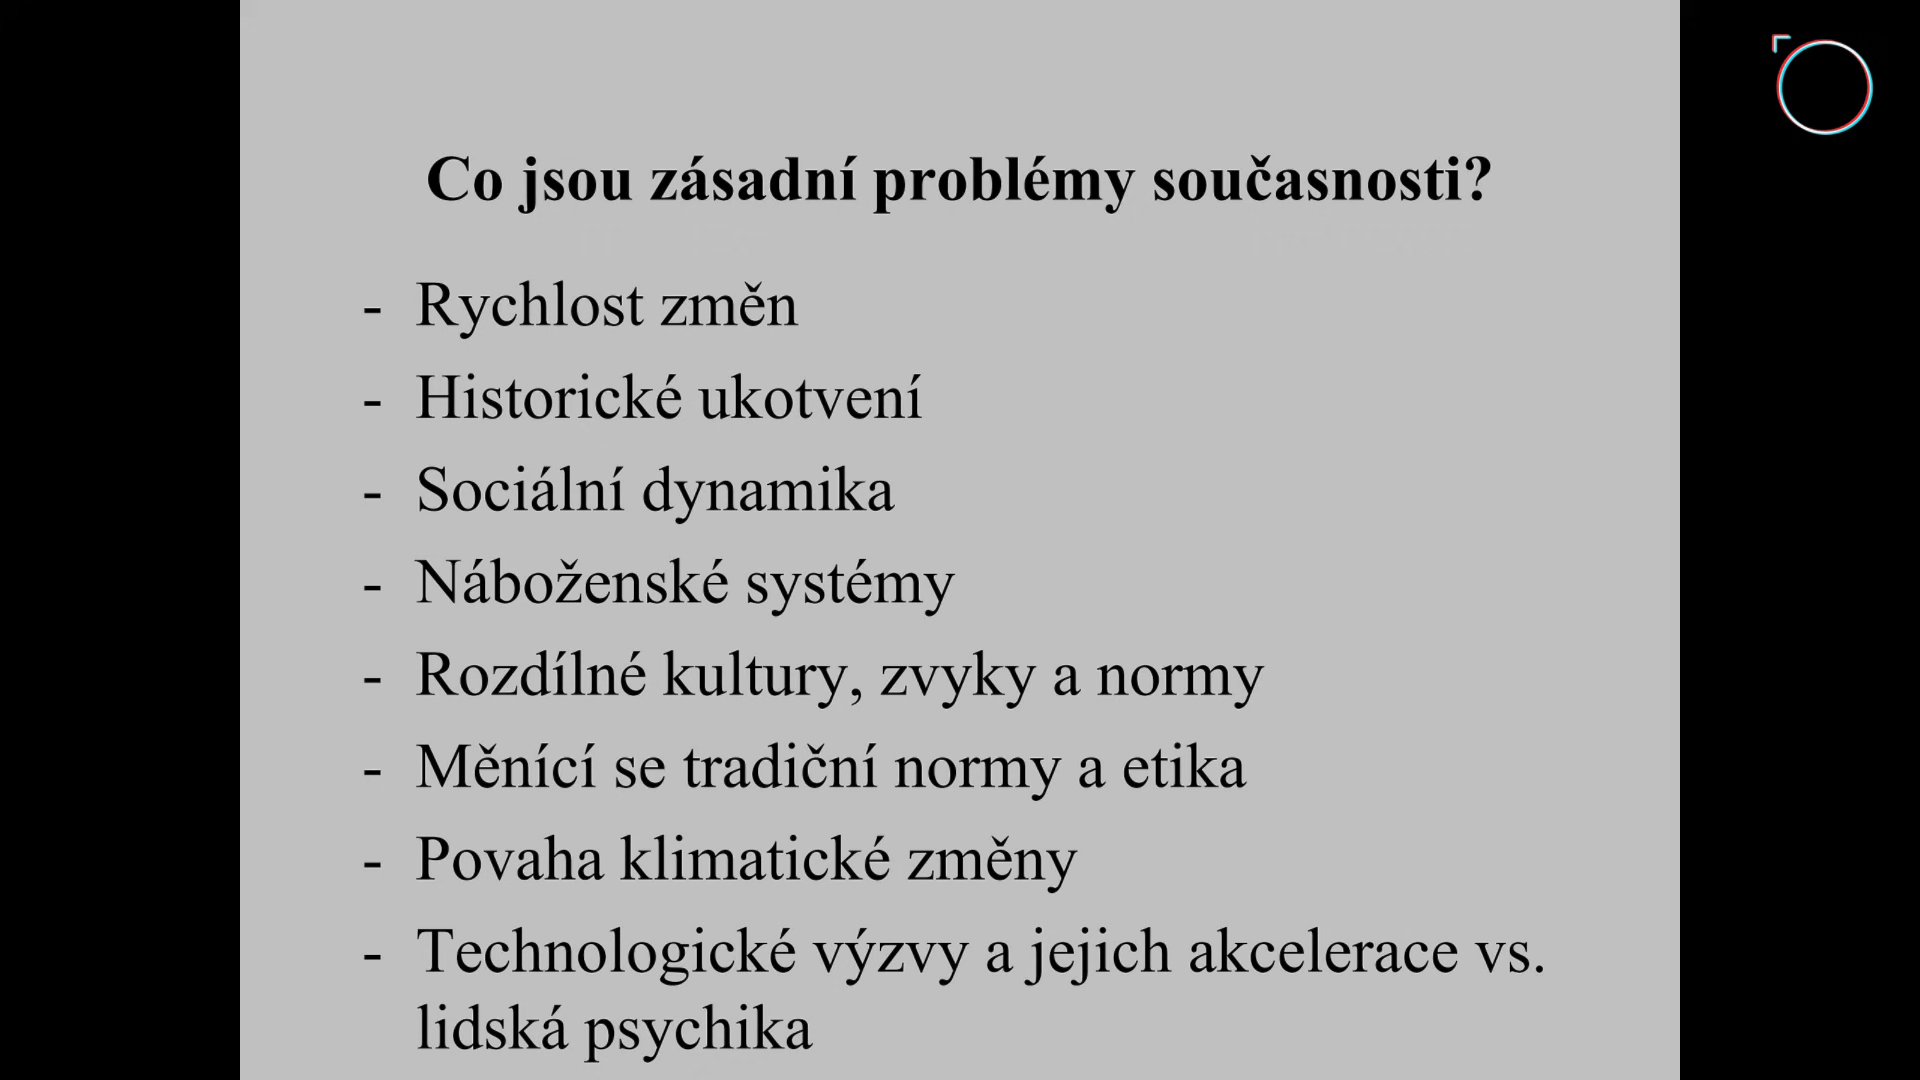 Co jsou zásadní problémy současnosti?
- Rychlost změn
- Historické ukotvení
- Sociální dynamika
- Náboženské systémy
- Rozdílné kultury, zvyky a normy
- Měnící se tradiční normy a etika
- Povaha klimatické změny
- Technologické výzvy a jejich akcelerace vs.
lidská psychika